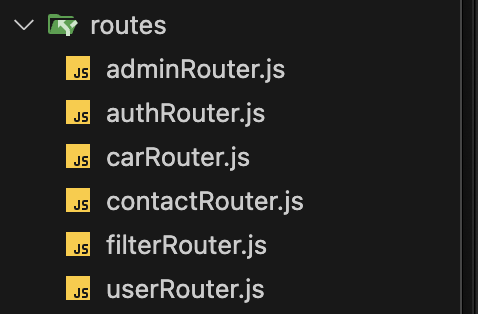 routes
JS adminRouter.js
JS authRouter.js
JS carRouter.js
JS contactRouter.js
JS filterRouter.js
JS userRouter.js